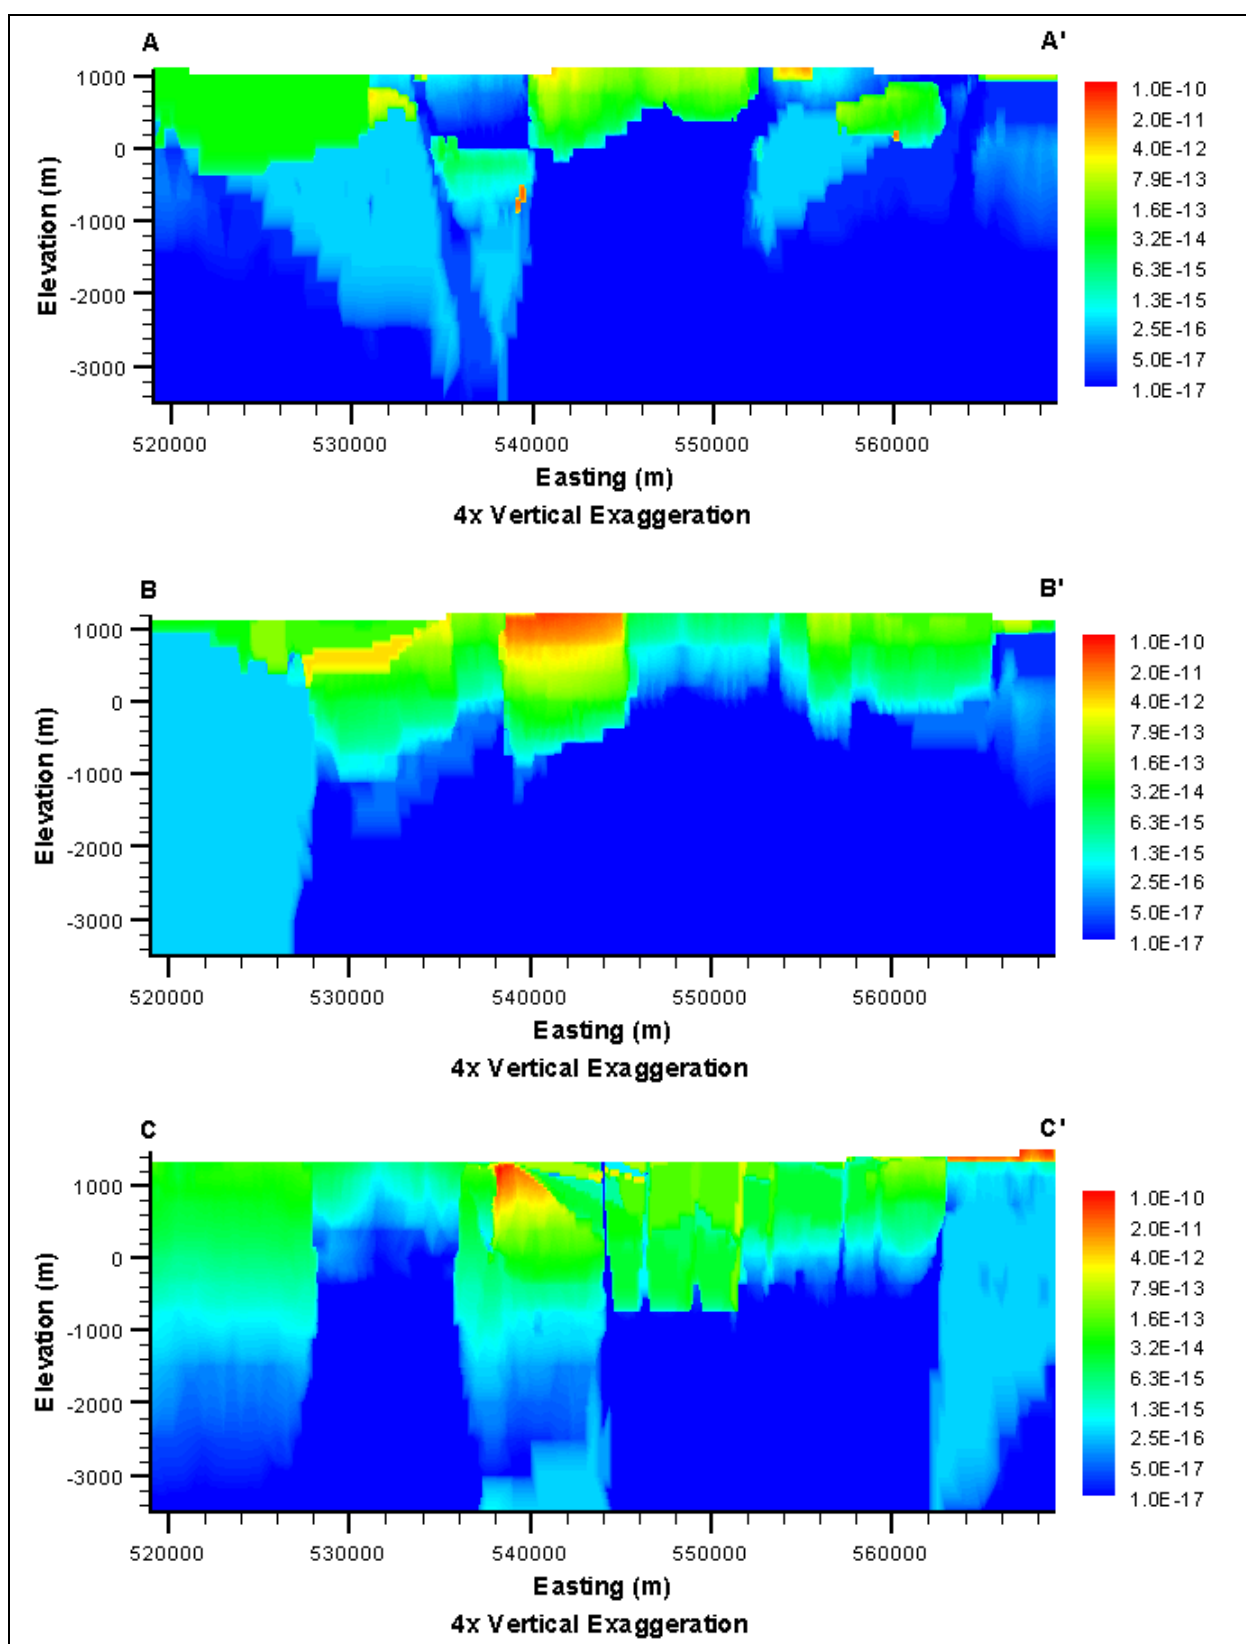 A A'
1000
0
-1000
-2000
-3000
Elevation (m)
520000 530000 540000 550000 560000
Easting (m)
4x Vertical Exaggeration
1.0E-10
2.0E-11
4.0E-12
7.9E-13
1.6E-13
3.2E-14
6.3E-15
1.3E-15
2.5E-16
5.0E-17
1.0E-17
B B'
1000
0
-1000
-2000
-3000
Elevation (m)
520000 530000 540000 550000 560000
Easting (m)
4x Vertical Exaggeration
1.0E-10
2.0E-11
4.0E-12
7.9E-13
1.6E-13
3.2E-14
6.3E-15
1.3E-15
2.5E-16
5.0E-17
1.0E-17
C C'
1000
0
-1000
-2000
-3000
Elevation (m)
520000 530000 540000 550000 560000
Easting (m)
4x Vertical Exaggeration
1.0E-10
2.0E-11
4.0E-12
7.9E-13
1.6E-13
3.2E-14
6.3E-15
1.3E-15
2.5E-16
5.0E-17
1.0E-17